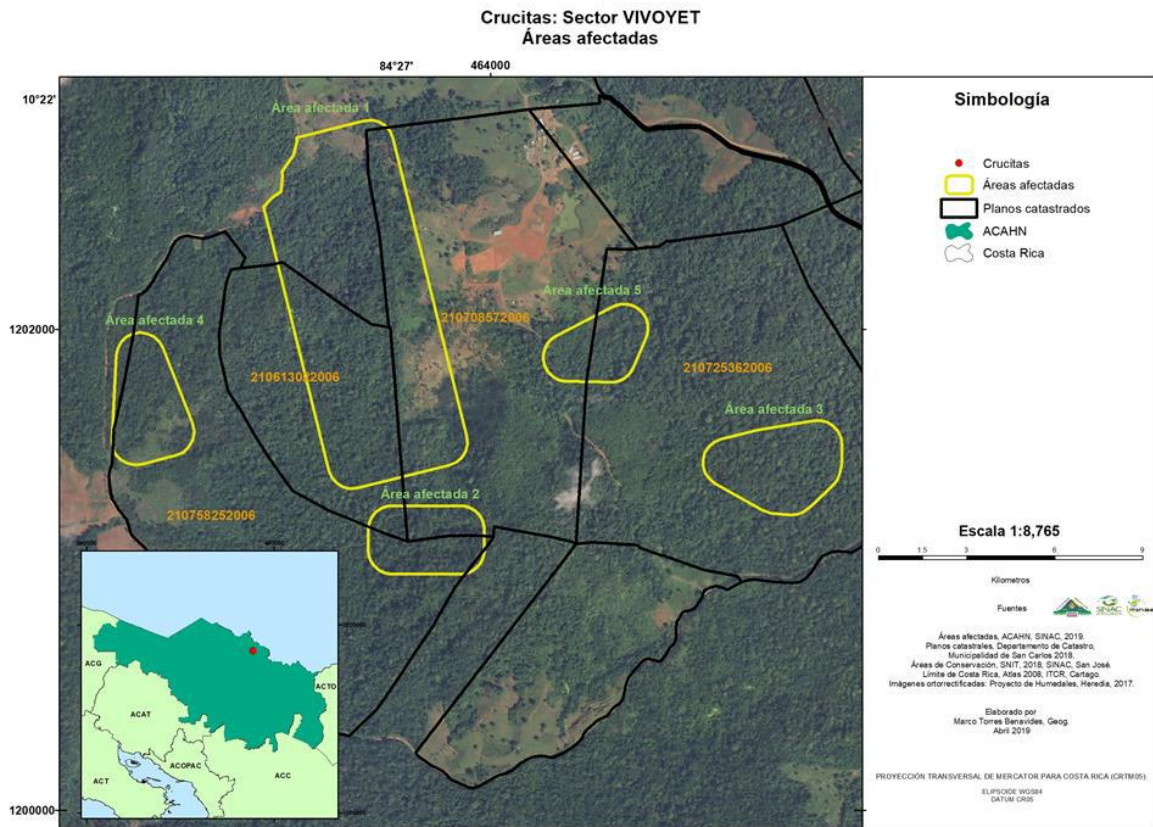 Crucitas: Sector VIVOYET
Áreas afectadas
84°27'
464000
10°22'
1202000
1200000
Área afectada 1
Área afectada 5
Área afectada 4
210708572006
210613022006
210725362006
Área afectada 3
Área afectada 2
210758252006
ACG
ACTO
ACAT
ACOPAC
ACT
ACC
Simbología
Crucitas
Áreas afectadas
Planos catastrados
ACAHN
Costa Rica
Escala 1:8,765
0 1.5 3 6 9
Kilometros
Fuentes
SINAC
minae
Áreas afectadas, ACAHN, SINAC, 2019.
Planos catastrales, Departamento de Catastro,
Municipalidad de San Carlos 2018.
Áreas de Conservación, SNIT, 2018, SINAC, San José.
Límite de Costa Rica, Atlas 2008, ITCR, Cartago.
Imágenes ortorrectificadas: Proyecto de Humedales, Heredia, 2017.
Elaborado por
Marco Torres Benavides, Geog.
Abril 2019
PROYECCIÓN TRANSVERSAL DE MERCATOR PARA COSTA RICA (CRTM05)
ELIPSOIDE WGS84
DATUM CR05